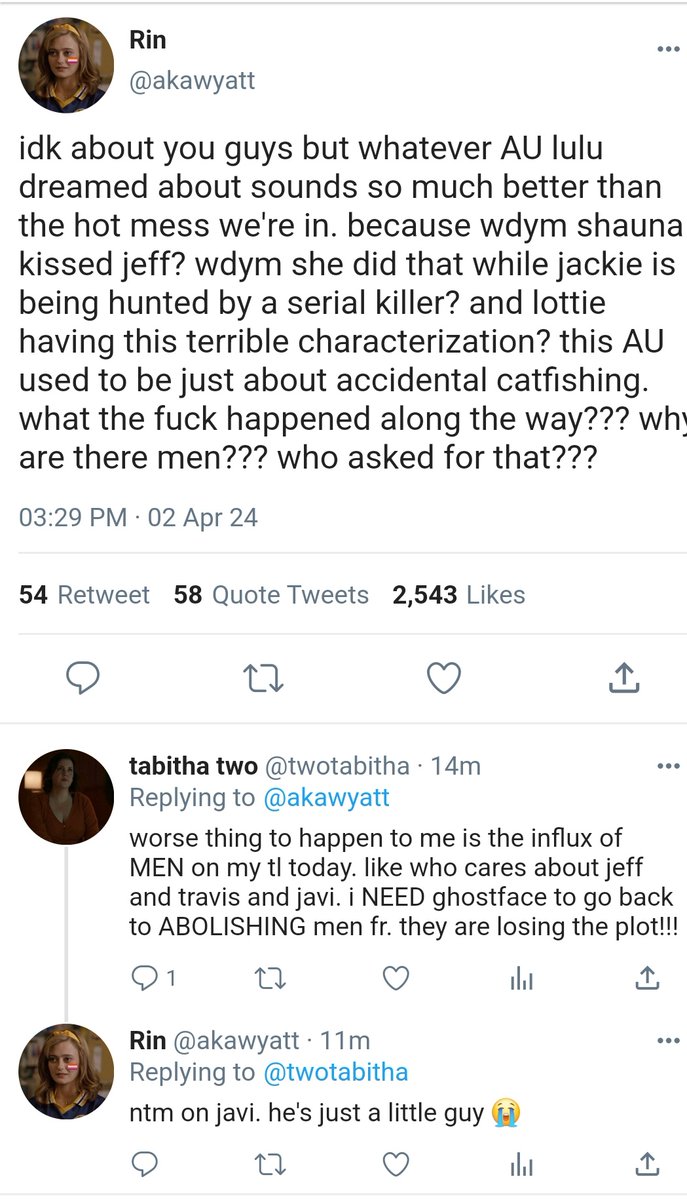 Rin
@akawyatt
idk about you guys but whatever AU lulu
dreamed about sounds so much better than
the hot mess we're in. because wdym shauna
kissed jeff? wdym she did that while jackie is
being hunted by a serial killer? and lottie
having this terrible characterization? this AU
used to be just about accidental catfishing.
what the fuck happened along the way??? why
are there men??? who asked for that???
03:29 PM · 02 Apr 24
54 Retweet 58 Quote Tweets 2,543 Likes
tabitha two @twotabitha · 14m
Replying to @akawyatt
worse thing to happen to me is the influx of
MEN on my tl today. like who cares about jeff
and travis and javi. i NEED ghostface to go back
to ABOLISHING men fr. they are losing the plot!!!
1
Rin @akawyatt · 11m
Replying to @twotabitha
ntm on javi. he's just a little guy 😭